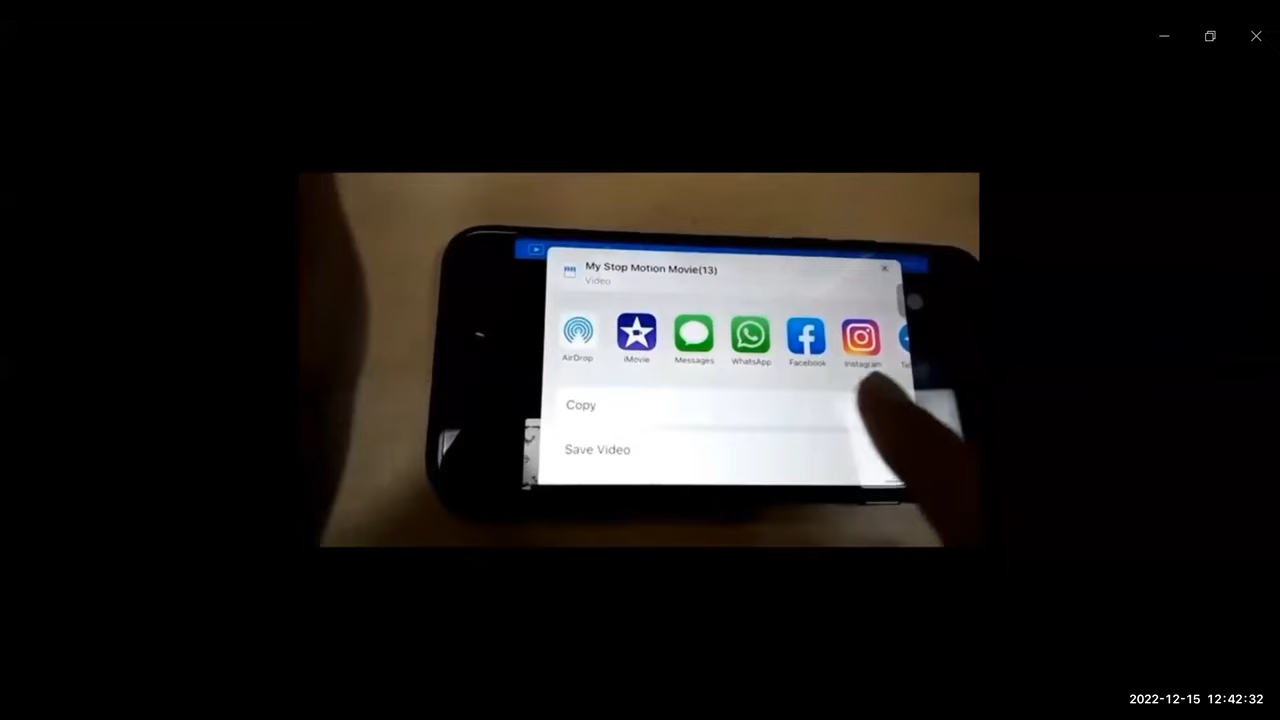 My Stop Motion Movie(13)
Video
AirDrop
iMovie
Messages
WhatsApp
Facebook
Instagram
Copy
Save Video
2022-12-15 12:42:32